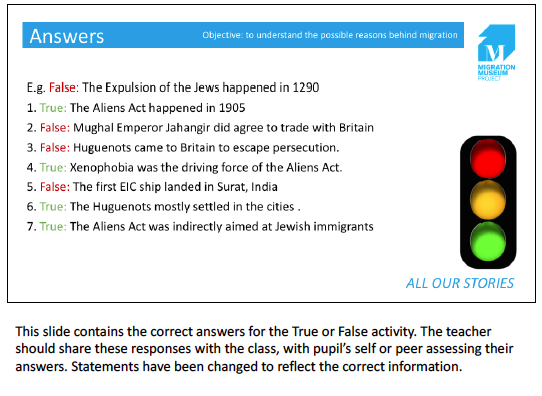 Answers
Objective: to understand the possible reasons behind migration
MIGRATION
MUSEUM
PROJECT
E.g. False: The Expulsion of the Jews happened in 1290
1. True: The Aliens Act happened in 1905
2. False: Mughal Emperor Jahangir did agree to trade with Britain
3. False: Huguenots came to Britain to escape persecution.
4. True: Xenophobia was the driving force of the Aliens Act.
5. False: The first EIC ship landed in Surat, India
6. True: The Huguenots mostly settled in the cities .
7. True: The Aliens Act was indirectly aimed at Jewish immigrants
ALL OUR STORIES
This slide contains the correct answers for the True or False activity. The teacher
should share these responses with the class, with pupil's self or peer assessing their
answers. Statements have been changed to reflect the correct information.